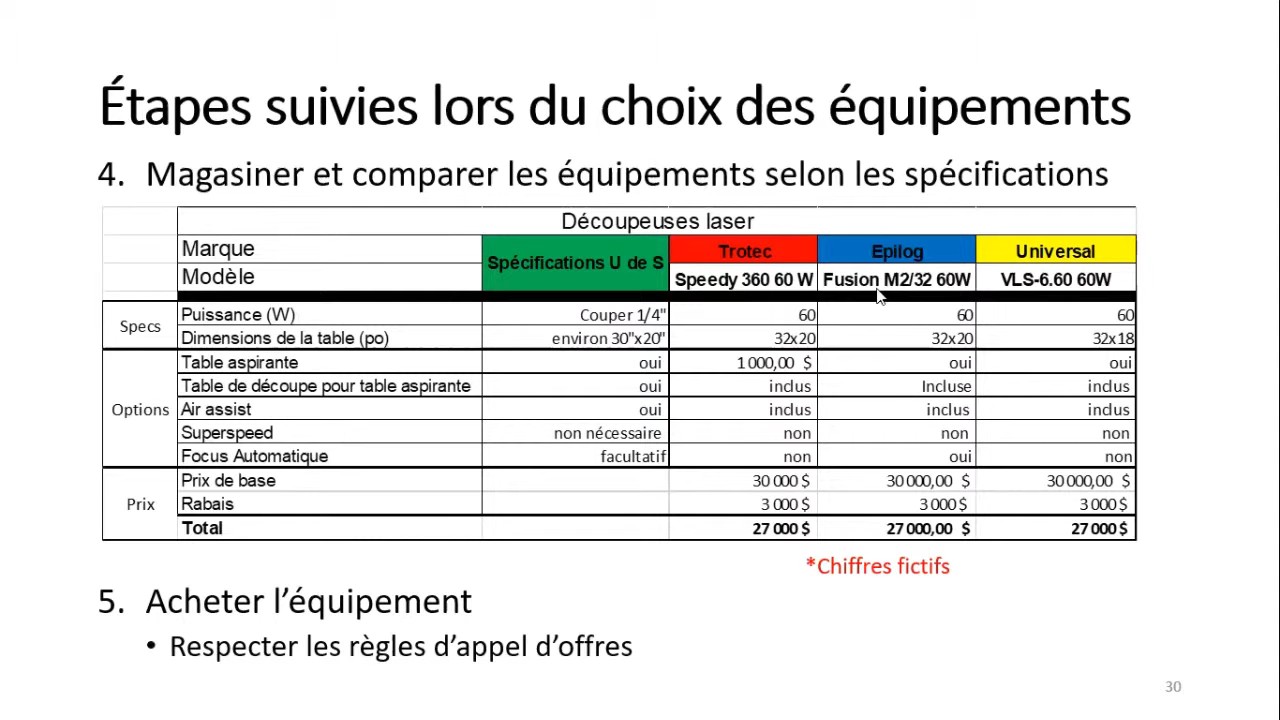 Étapes suivies lors du choix des équipements
4. Magasiner et comparer les équipements selon les spécifications
Découpeuses laser
Marque Spécifications U de S Trotec Epilog Universal
Modèle Speedy 360 60 W Fusion M2/32 60W VLS-6.60 60W
Specs
Puissance (W) Couper 1/4" 60 60 60
Dimensions de la table (po) environ 30"x20" 32x20 32x20 32x18
Options
Table aspirante oui 1 000,00 $ oui oui
Table de découpe pour table aspirante oui inclus Incluse inclus
Air assist oui inclus inclus inclus
Superspeed non nécessaire non non non
Focus Automatique facultatif non oui non
Prix
Prix de base 30 000 $ 30 000,00 $ 30 000,00 $
Rabais 3 000 $ 3 000 $ 3 000 $
Total 27 000 $ 27 000,00 $ 27 000 $
*Chiffres fictifs
5. Acheter l’équipement
• Respecter les règles d’appel d’offres
30